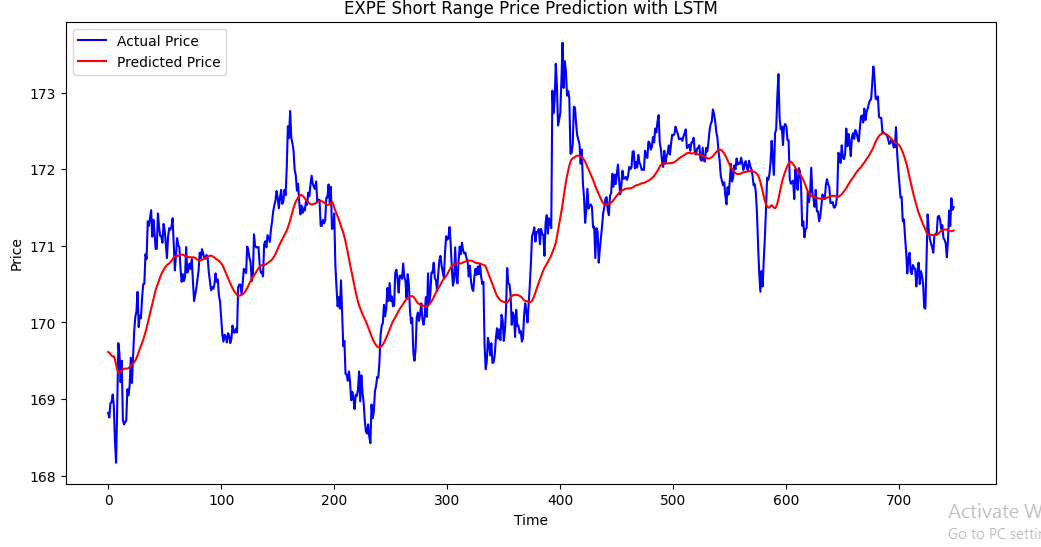 EXPE Short Range Price Prediction with LSTM
Actual Price
Predicted Price
Price
173
172
171
170
169
168
0 100 200 300 400 500 600 700
Time
Activate W
Go to PC settin